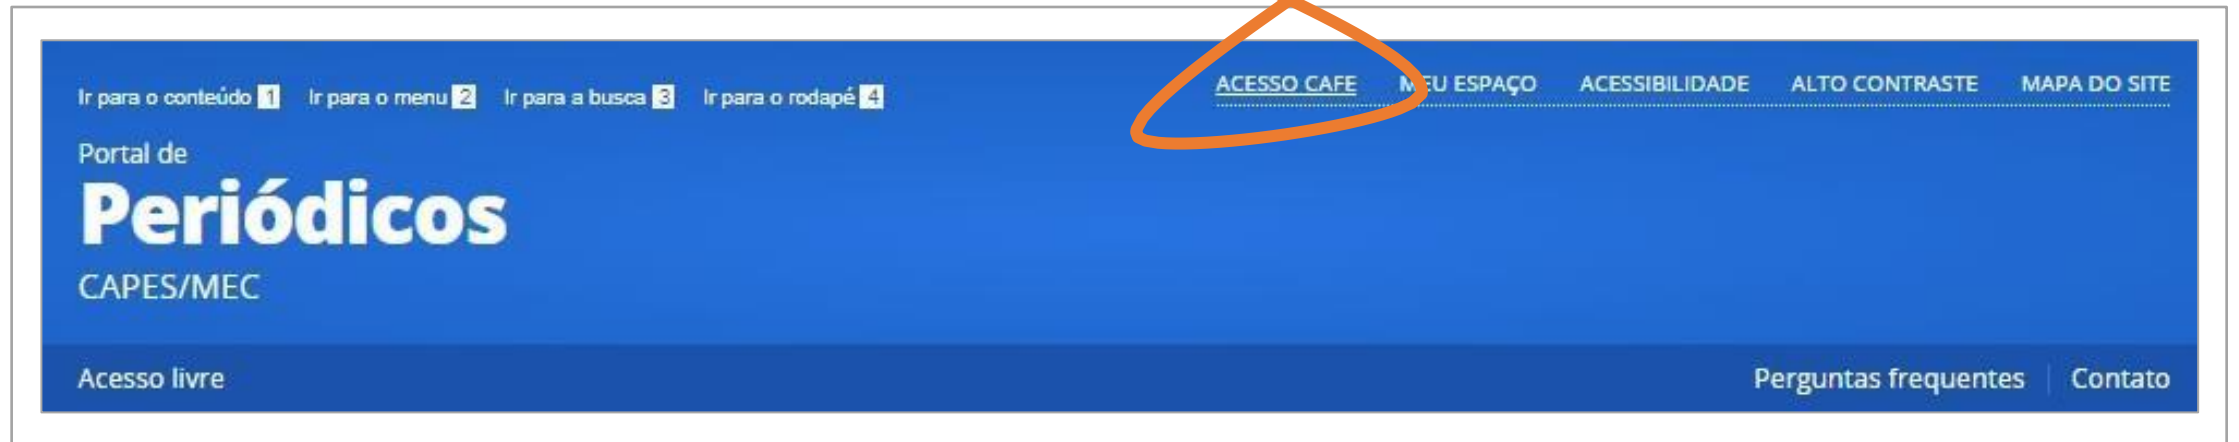 Ir para o conteúdo 1 Ir para o menu 2 Ir para a busca 3 Ir para o rodapé 4
ACESSO CAFE MEU ESPAÇO ACESSIBILIDADE ALTO CONTRASTE MAPA DO SITE
Portal de
Periódicos
CAPES/MEC
Acesso livre
Perguntas frequentes Contato